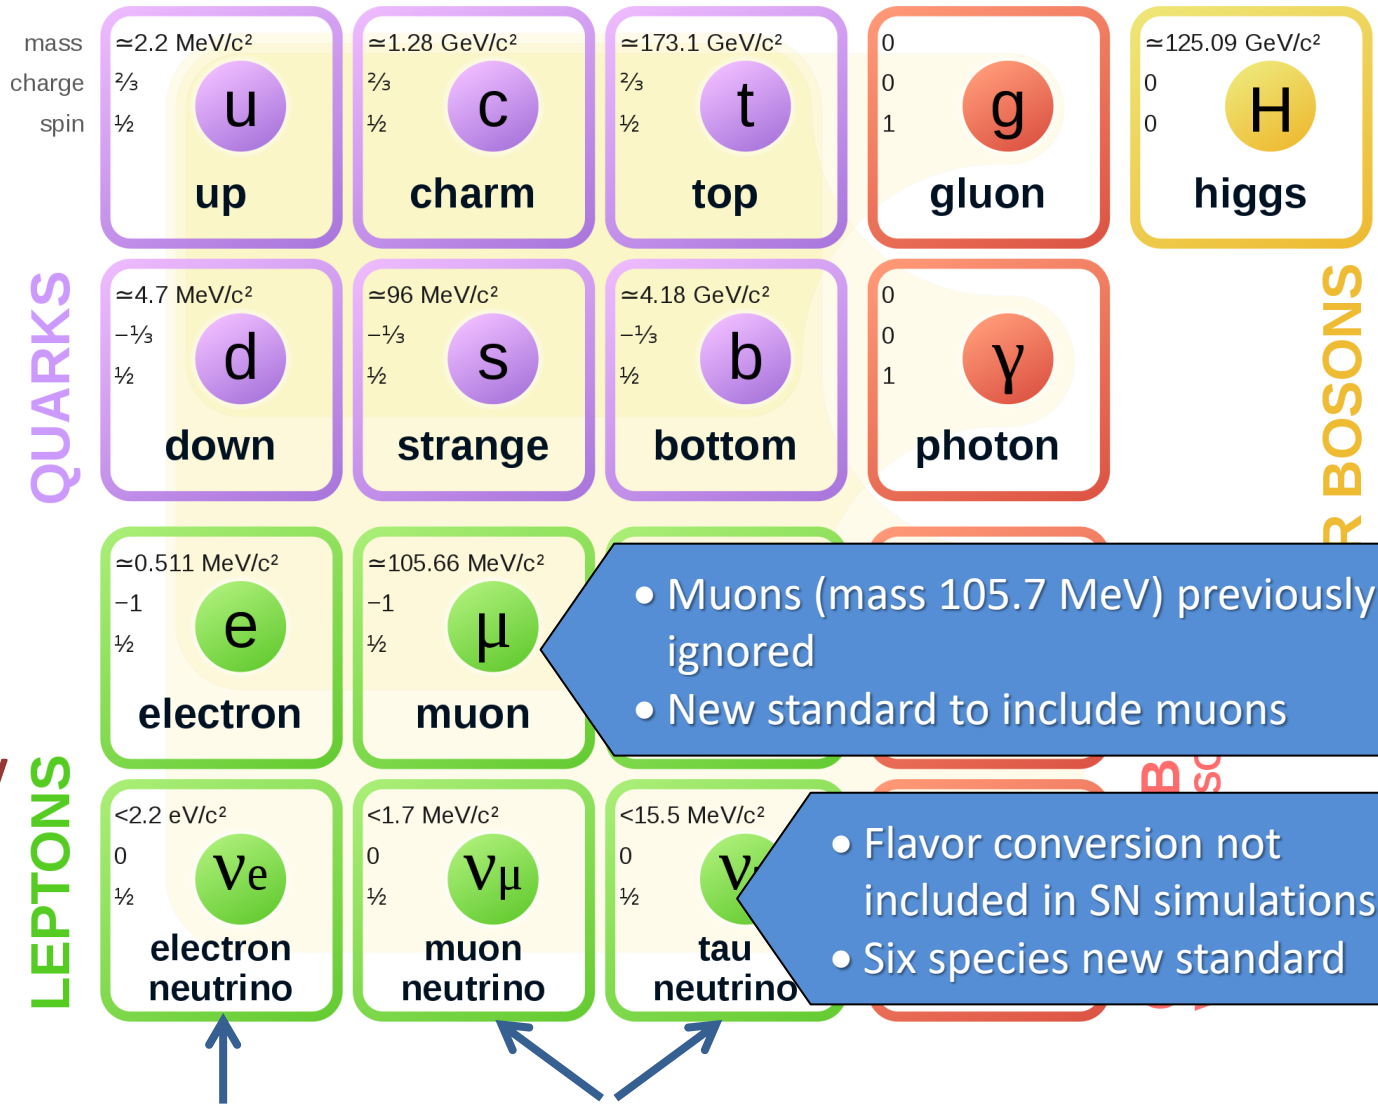 mass
charge
spin
≃2.2 MeV/c²
⅔
½
u
up
≃1.28 GeV/c²
⅔
½
c
charm
≃173.1 GeV/c²
⅔
½
t
top
0
0
1
g
gluon
≃125.09 GeV/c²
0
0
H
higgs
QUARKS
≃4.7 MeV/c²
−⅓
½
d
down
≃96 MeV/c²
−⅓
½
s
strange
≃4.18 GeV/c²
−⅓
½
b
bottom
0
0
1
γ
photon
R BOSONS
LEPTONS
≃0.511 MeV/c²
−1
½
e
electron
≃105.66 MeV/c²
−1
½
μ
muon
• Muons (mass 105.7 MeV) previously
ignored
• New standard to include muons
<2.2 eV/c²
0
½
νe
electron
neutrino
<1.7 MeV/c²
0
½
νμ
muon
neutrino
<15.5 MeV/c²
0
½
ν
tau
neutrino
B
SO
• Flavor conversion not
included in SN simulations
• Six species new standard